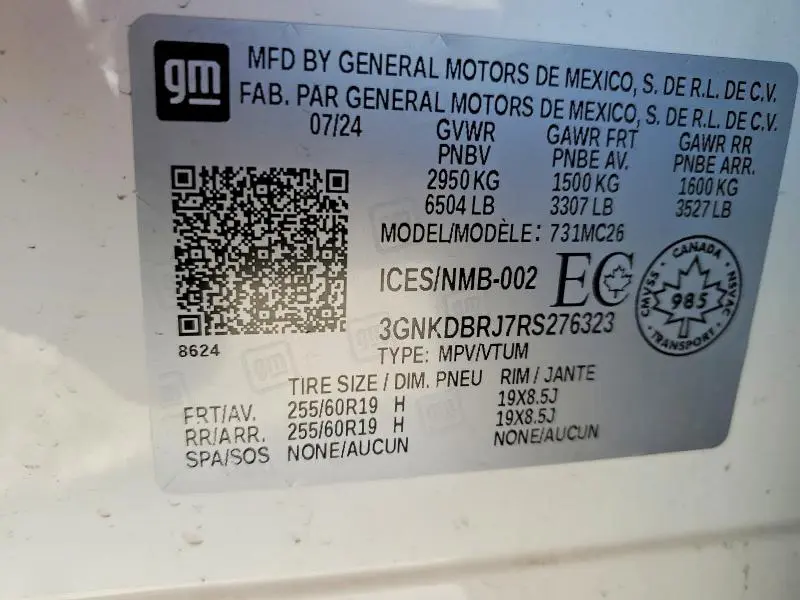 gm
MFD BY GENERAL MOTORS DE MEXICO, S. DE R.L. DE C.V.
FAB. PAR GENERAL MOTORS DE MEXICO, S. DE R.L. DE C.V.
07/24 GVWR GAWR FRT GAWR RR
PNBV PNBE AV. PNBE ARR.
2950 KG 1500 KG 1600 KG
6504 LB 3307 LB 3527 LB
MODEL/MODÈLE: 731MC26
ICES/NMB-002 EC
CANADA
CMVSS 985 NSVAC
TRANSPORT
3GNKDBRJ7RS276323
8624
TYPE: MPV/VTUM
TIRE SIZE / DIM. PNEU RIM / JANTE
FRT/AV. 255/60R19 H 19X8.5J
RR/ARR. 255/60R19 H 19X8.5J
SPA/SOS NONE/AUCUN NONE/AUCUN